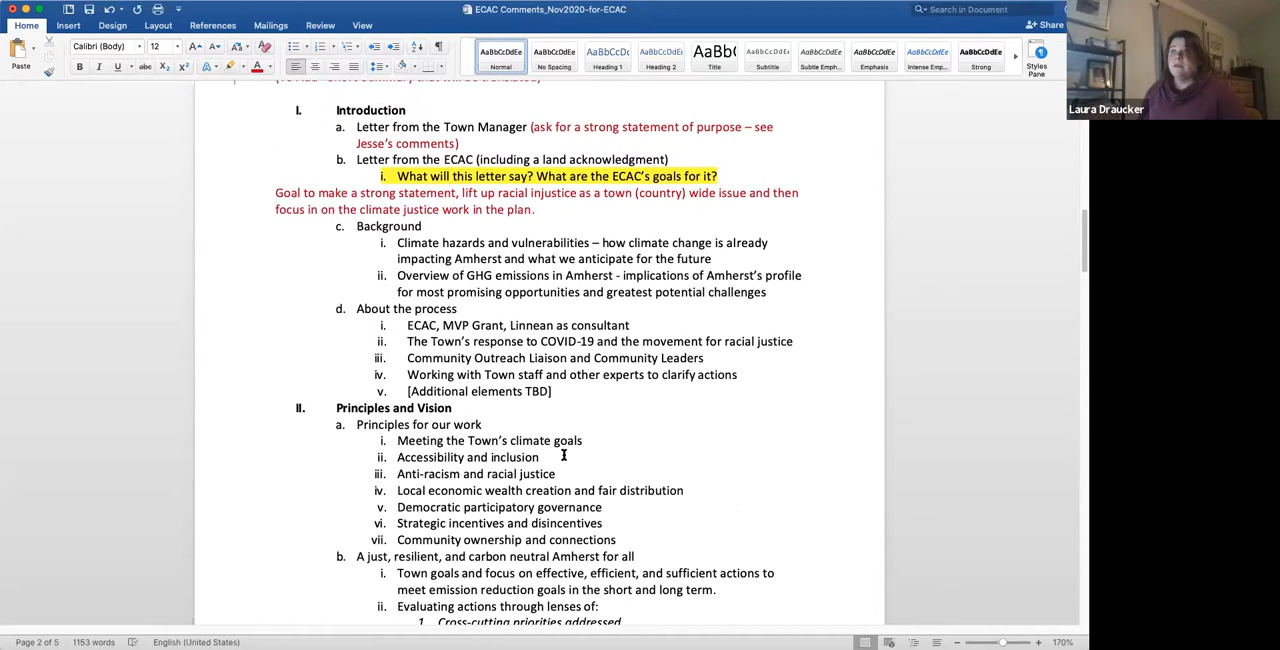 ECAC Comments_Nov2020-for-ECAC
Search in Document
Home Insert Design Layout References Mailings Review View
Share
Paste
Calibri (Body) 12
AaBbCcDdEe AaBbCcDdEe AaBbCcDc AaBbCcDdEe AaBb( AaBbCcDdEe AaBbCcDdEe AaBbCcDdEe AaBbCcDdEe AaBbCcDdEe
Normal No Spacing Heading 1 Heading 2 Title Subtitle Subtle Emph... Emphasis Intense Emp... Strong
Styles
Pane
Laura Draucker
I. Introduction
a. Letter from the Town Manager (ask for a strong statement of purpose – see
Jesse's comments)
b. Letter from the ECAC (including a land acknowledgment)
i. What will this letter say? What are the ECAC's goals for it?
Goal to make a strong statement, lift up racial injustice as a town (country) wide issue and then
focus in on the climate justice work in the plan.
c. Background
i. Climate hazards and vulnerabilities – how climate change is already
impacting Amherst and what we anticipate for the future
ii. Overview of GHG emissions in Amherst - implications of Amherst's profile
for most promising opportunities and greatest potential challenges
d. About the process
i. ECAC, MVP Grant, Linnean as consultant
ii. The Town's response to COVID-19 and the movement for racial justice
iii. Community Outreach Liaison and Community Leaders
iv. Working with Town staff and other experts to clarify actions
v. [Additional elements TBD]
II. Principles and Vision
a. Principles for our work
i. Meeting the Town's climate goals
ii. Accessibility and inclusion
iii. Anti-racism and racial justice
iv. Local economic wealth creation and fair distribution
v. Democratic participatory governance
vi. Strategic incentives and disincentives
vii. Community ownership and connections
b. A just, resilient, and carbon neutral Amherst for all
i. Town goals and focus on effective, efficient, and sufficient actions to
meet emission reduction goals in the short and long term.
ii. Evaluating actions through lenses of:
1. Cross-cutting priorities addressed
Page 2 of 5 1153 words English (United States) 170%